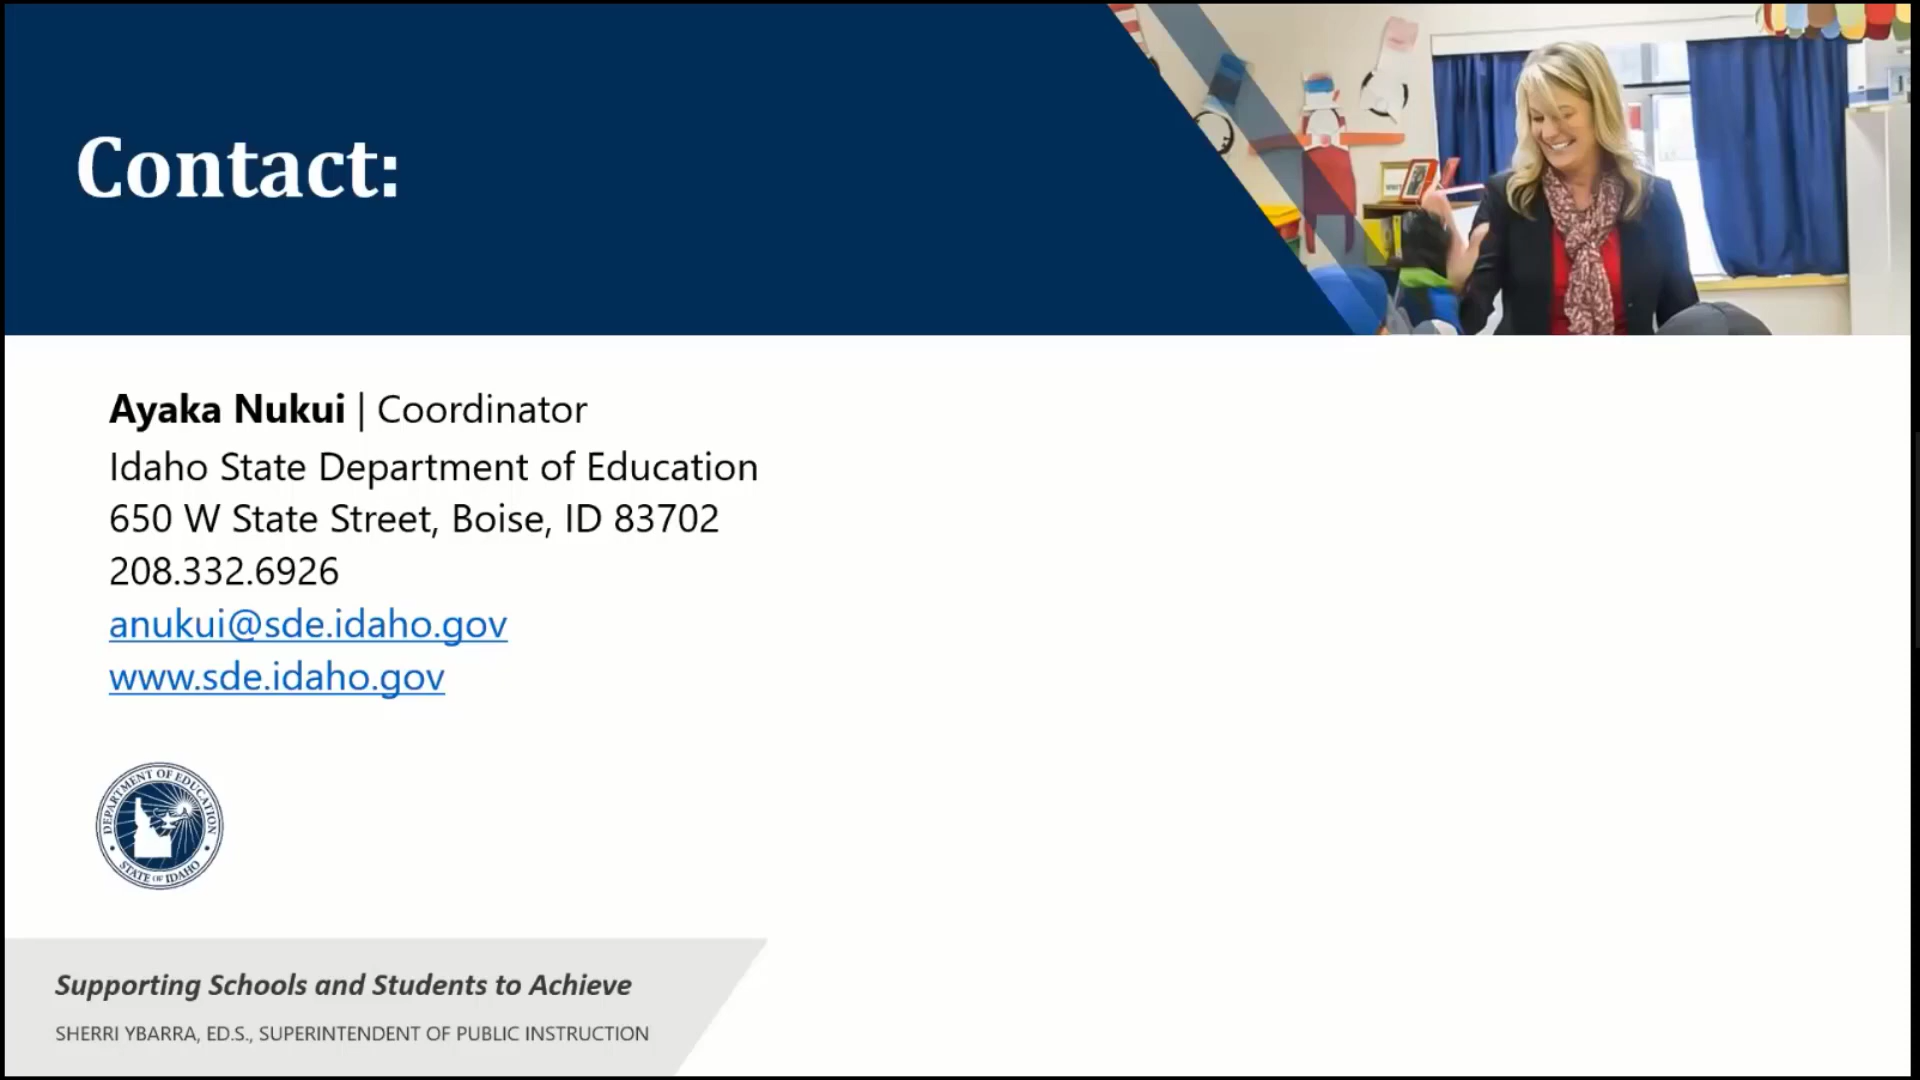 Contact:
Ayaka Nukui | Coordinator
Idaho State Department of Education
650 W State Street, Boise, ID 83702
208.332.6926
anukui@sde.idaho.gov
www.sde.idaho.gov
DEPARTMENT OF EDUCATION
STATE OF IDAHO
Supporting Schools and Students to Achieve
SHERRI YBARRA, ED.S., SUPERINTENDENT OF PUBLIC INSTRUCTION